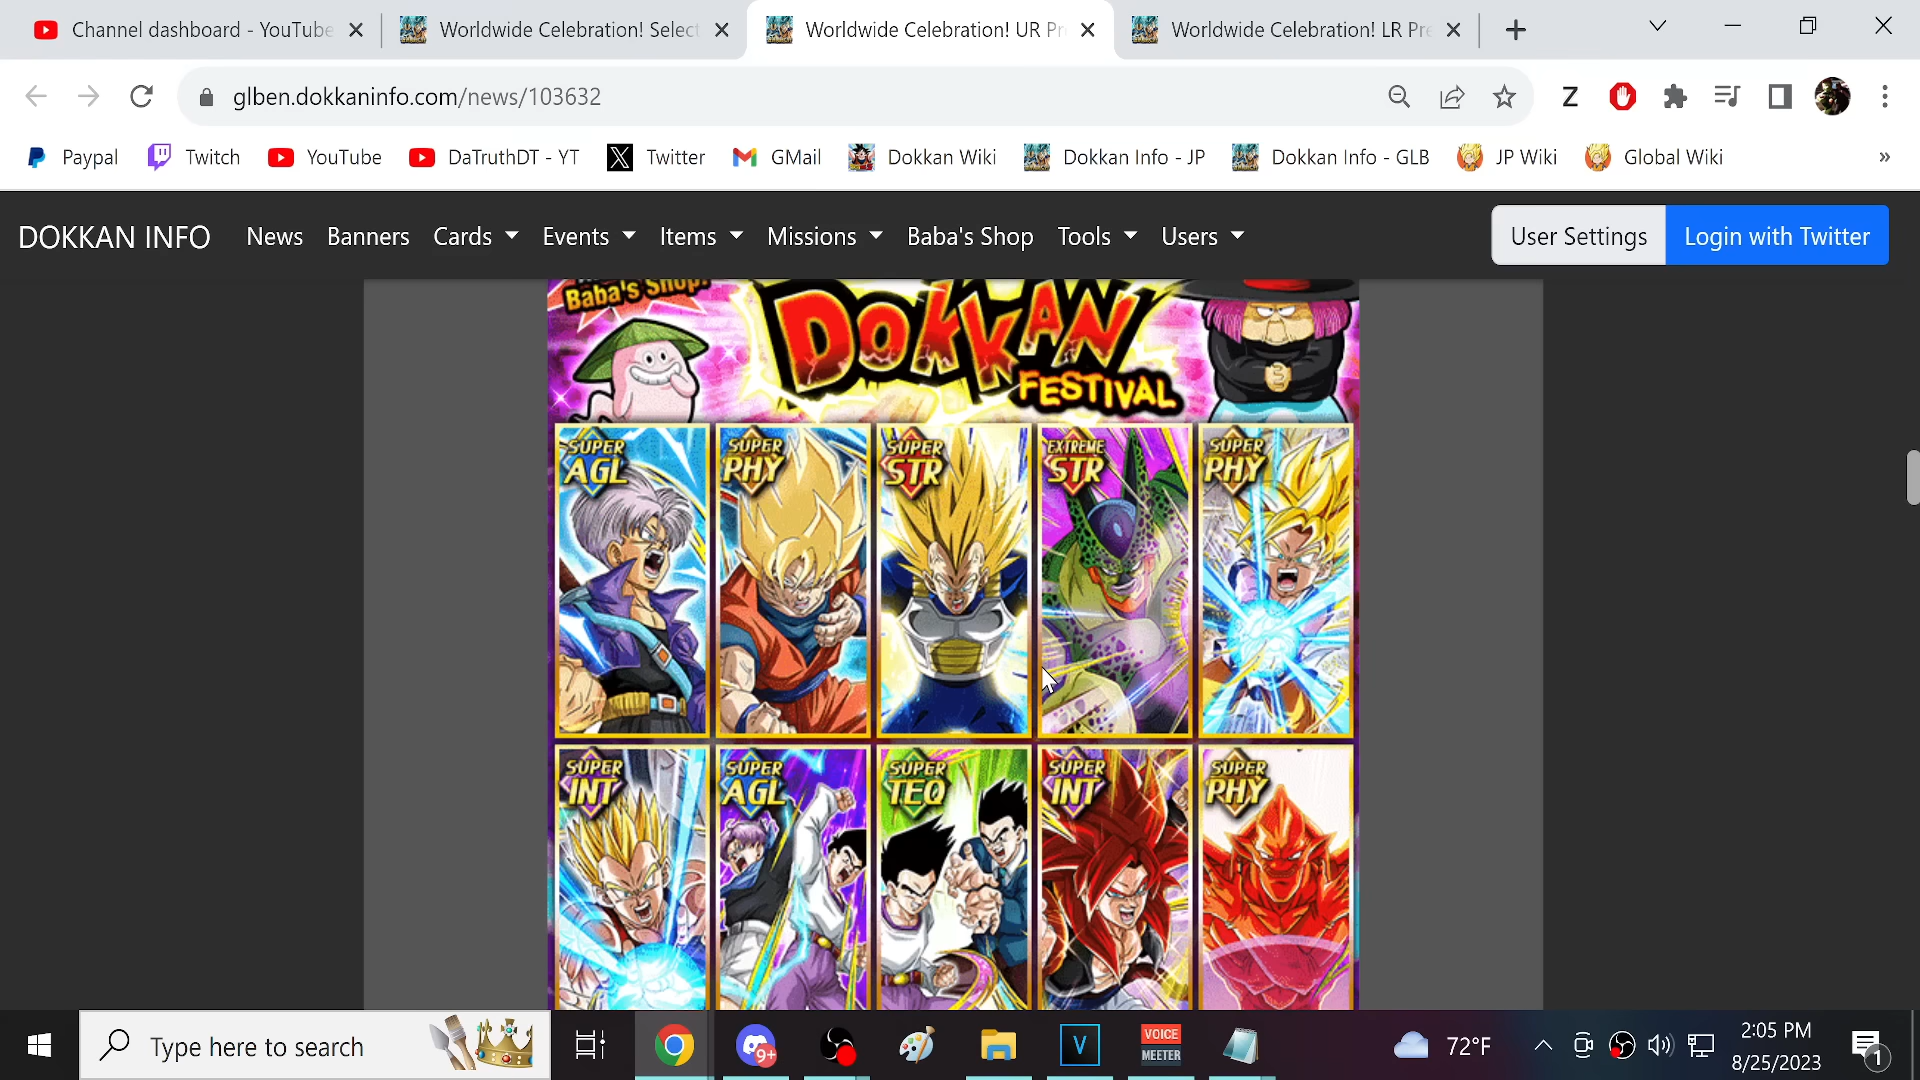 Channel dashboard - YouTube
Worldwide Celebration! Select
Worldwide Celebration! UR Pr
Worldwide Celebration! LR Pre
glben.dokkaninfo.com/news/103632
Z
Paypal
Twitch
YouTube
DaTruthDT - YT
Twitter
GMail
Dokkan Wiki
Dokkan Info - JP
Dokkan Info - GLB
JP Wiki
Global Wiki
»
DOKKAN INFO
News
Banners
Cards
Events
Items
Missions
Baba's Shop
Tools
Users
User Settings
Login with Twitter
Baba's Shop!
DOKKAN
FESTIVAL
SUPER AGL
SUPER PHY
SUPER STR
EXTREME STR
SUPER PHY
SUPER INT
SUPER AGL
SUPER TEQ
SUPER INT
SUPER PHY
Type here to search
9+
V
VOICE
MEETER
72°F
2:05 PM
8/25/2023
1